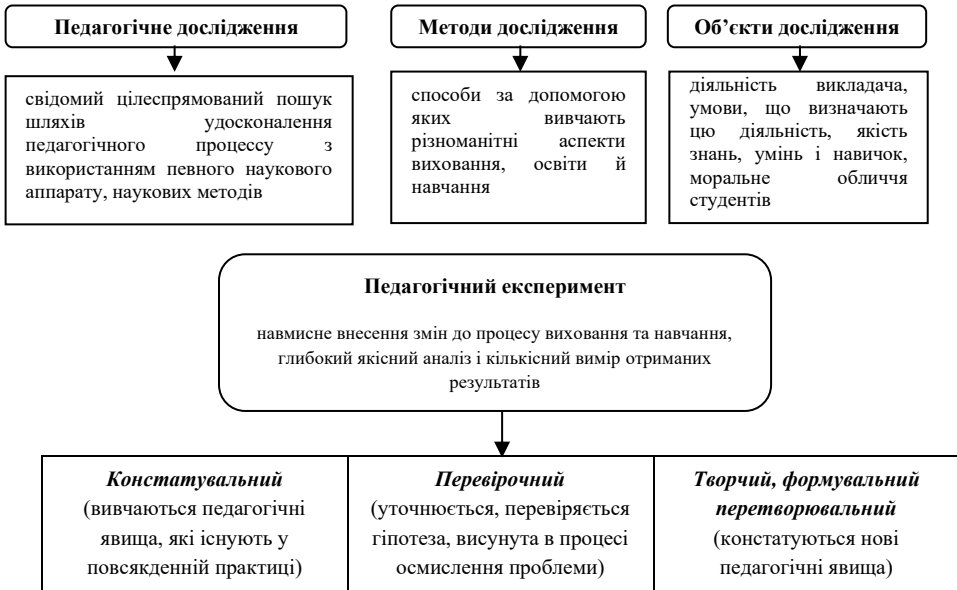 Педагогічне дослідження
свідомий цілеспрямований пошук
шляхів удосконалення
педагогічного процессу з
використанням певного наукового
аппарату, наукових методів
Методи дослідження
способи за допомогою
яких вивчають
різноманітні аспекти
виховання, освіти й
навчання
Об’єкти дослідження
діяльність викладача,
умови, що визначають
цю діяльність, якість
знань, умінь і навичок,
моральне обличчя
студентів
Педагогічний експеримент
навмисне внесення змін до процесу виховання та навчання,
глибокий якісний аналіз і кількісний вимір отриманих
результатів
Констатувальний
(вивчаються педагогічні
явища, які існують у
повсякденній практиці)
Перевірочний
(уточнюється, перевіряється
гіпотеза, висунута в процесі
осмислення проблеми)
Творчий, формувальний
перетворювальний
(констатуються нові
педагогічні явища)